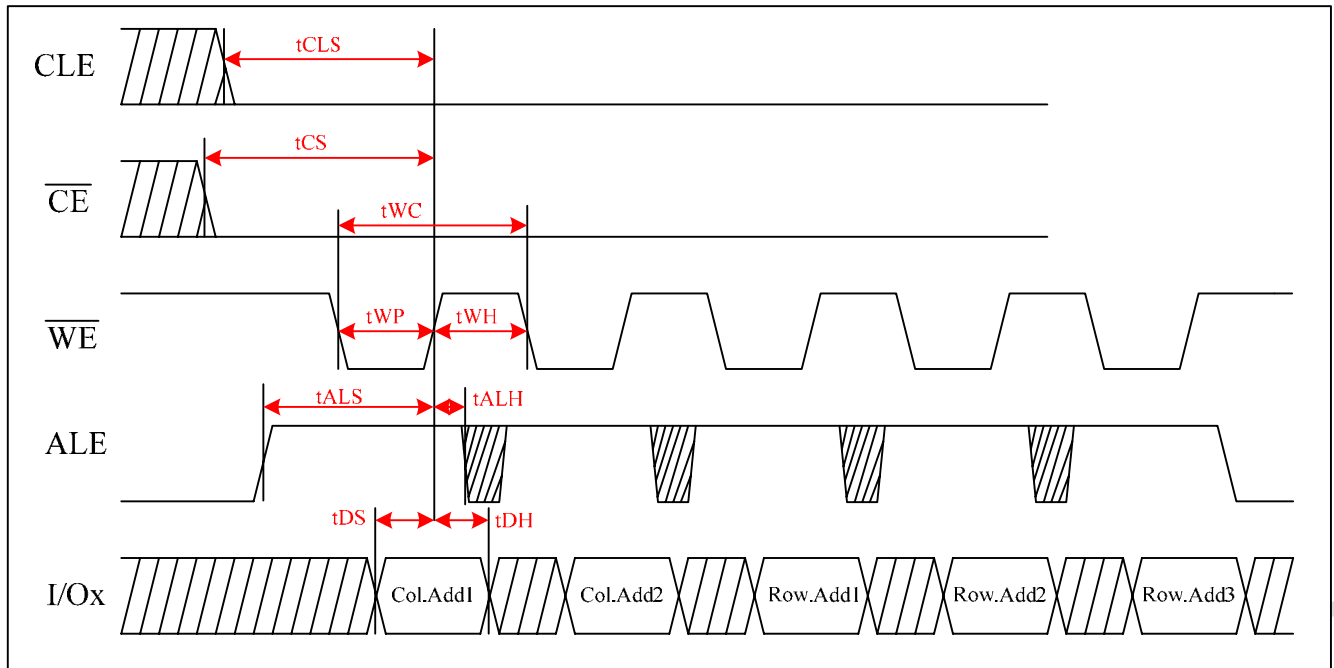 CLE
tCLS
CE
tCS
tWC
WE
tWP
tWH
ALE
tALS
tALH
tDS
tDH
I/Ox
Col.Add1
Col.Add2
Row.Add1
Row.Add2
Row.Add3